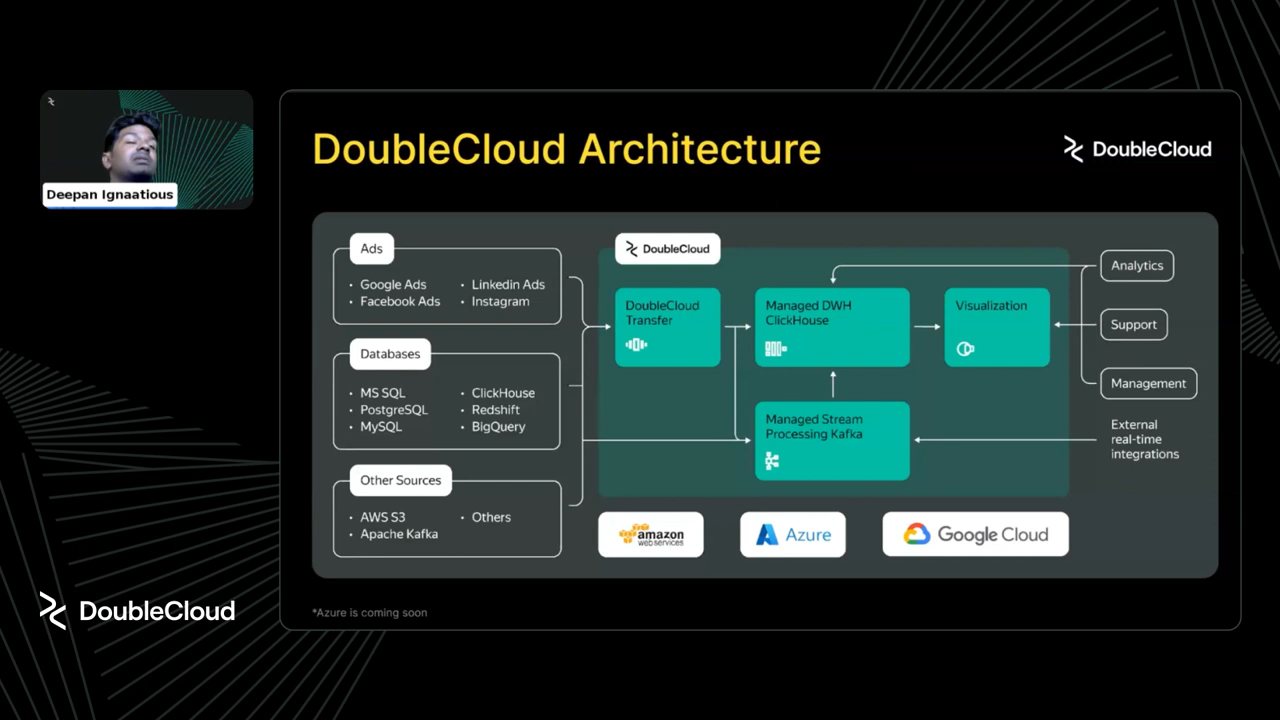 Deepan Ignaatious
DoubleCloud Architecture
DoubleCloud
Ads
Google Ads
Facebook Ads
Linkedin Ads
Instagram
Databases
MS SQL
PostgreSQL
MySQL
ClickHouse
Redshift
BigQuery
Other Sources
AWS S3
Apache Kafka
Others
DoubleCloud
DoubleCloud
Transfer
Managed DWH
ClickHouse
Visualization
Managed Stream
Processing Kafka
Analytics
Support
Management
External
real-time
integrations
amazon
web services
Azure
Google Cloud
*Azure is coming soon
DoubleCloud